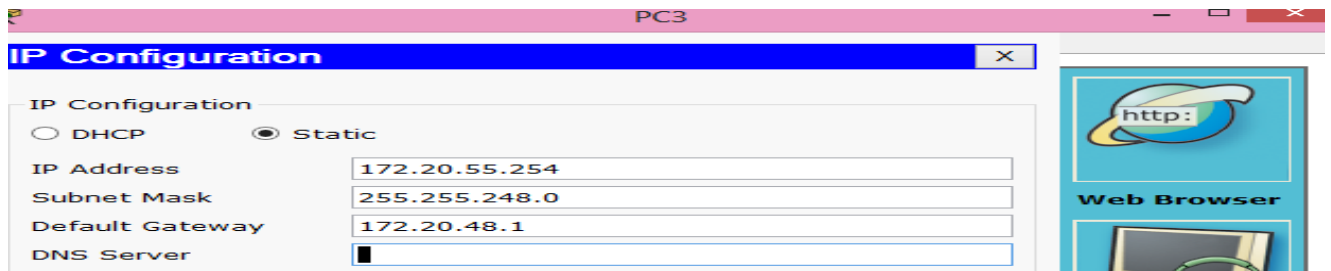 PC3
IP Configuration X
IP Configuration
DHCP Static
IP Address 172.20.55.254
Subnet Mask 255.255.248.0
Default Gateway 172.20.48.1
DNS Server
http:
Web Browser